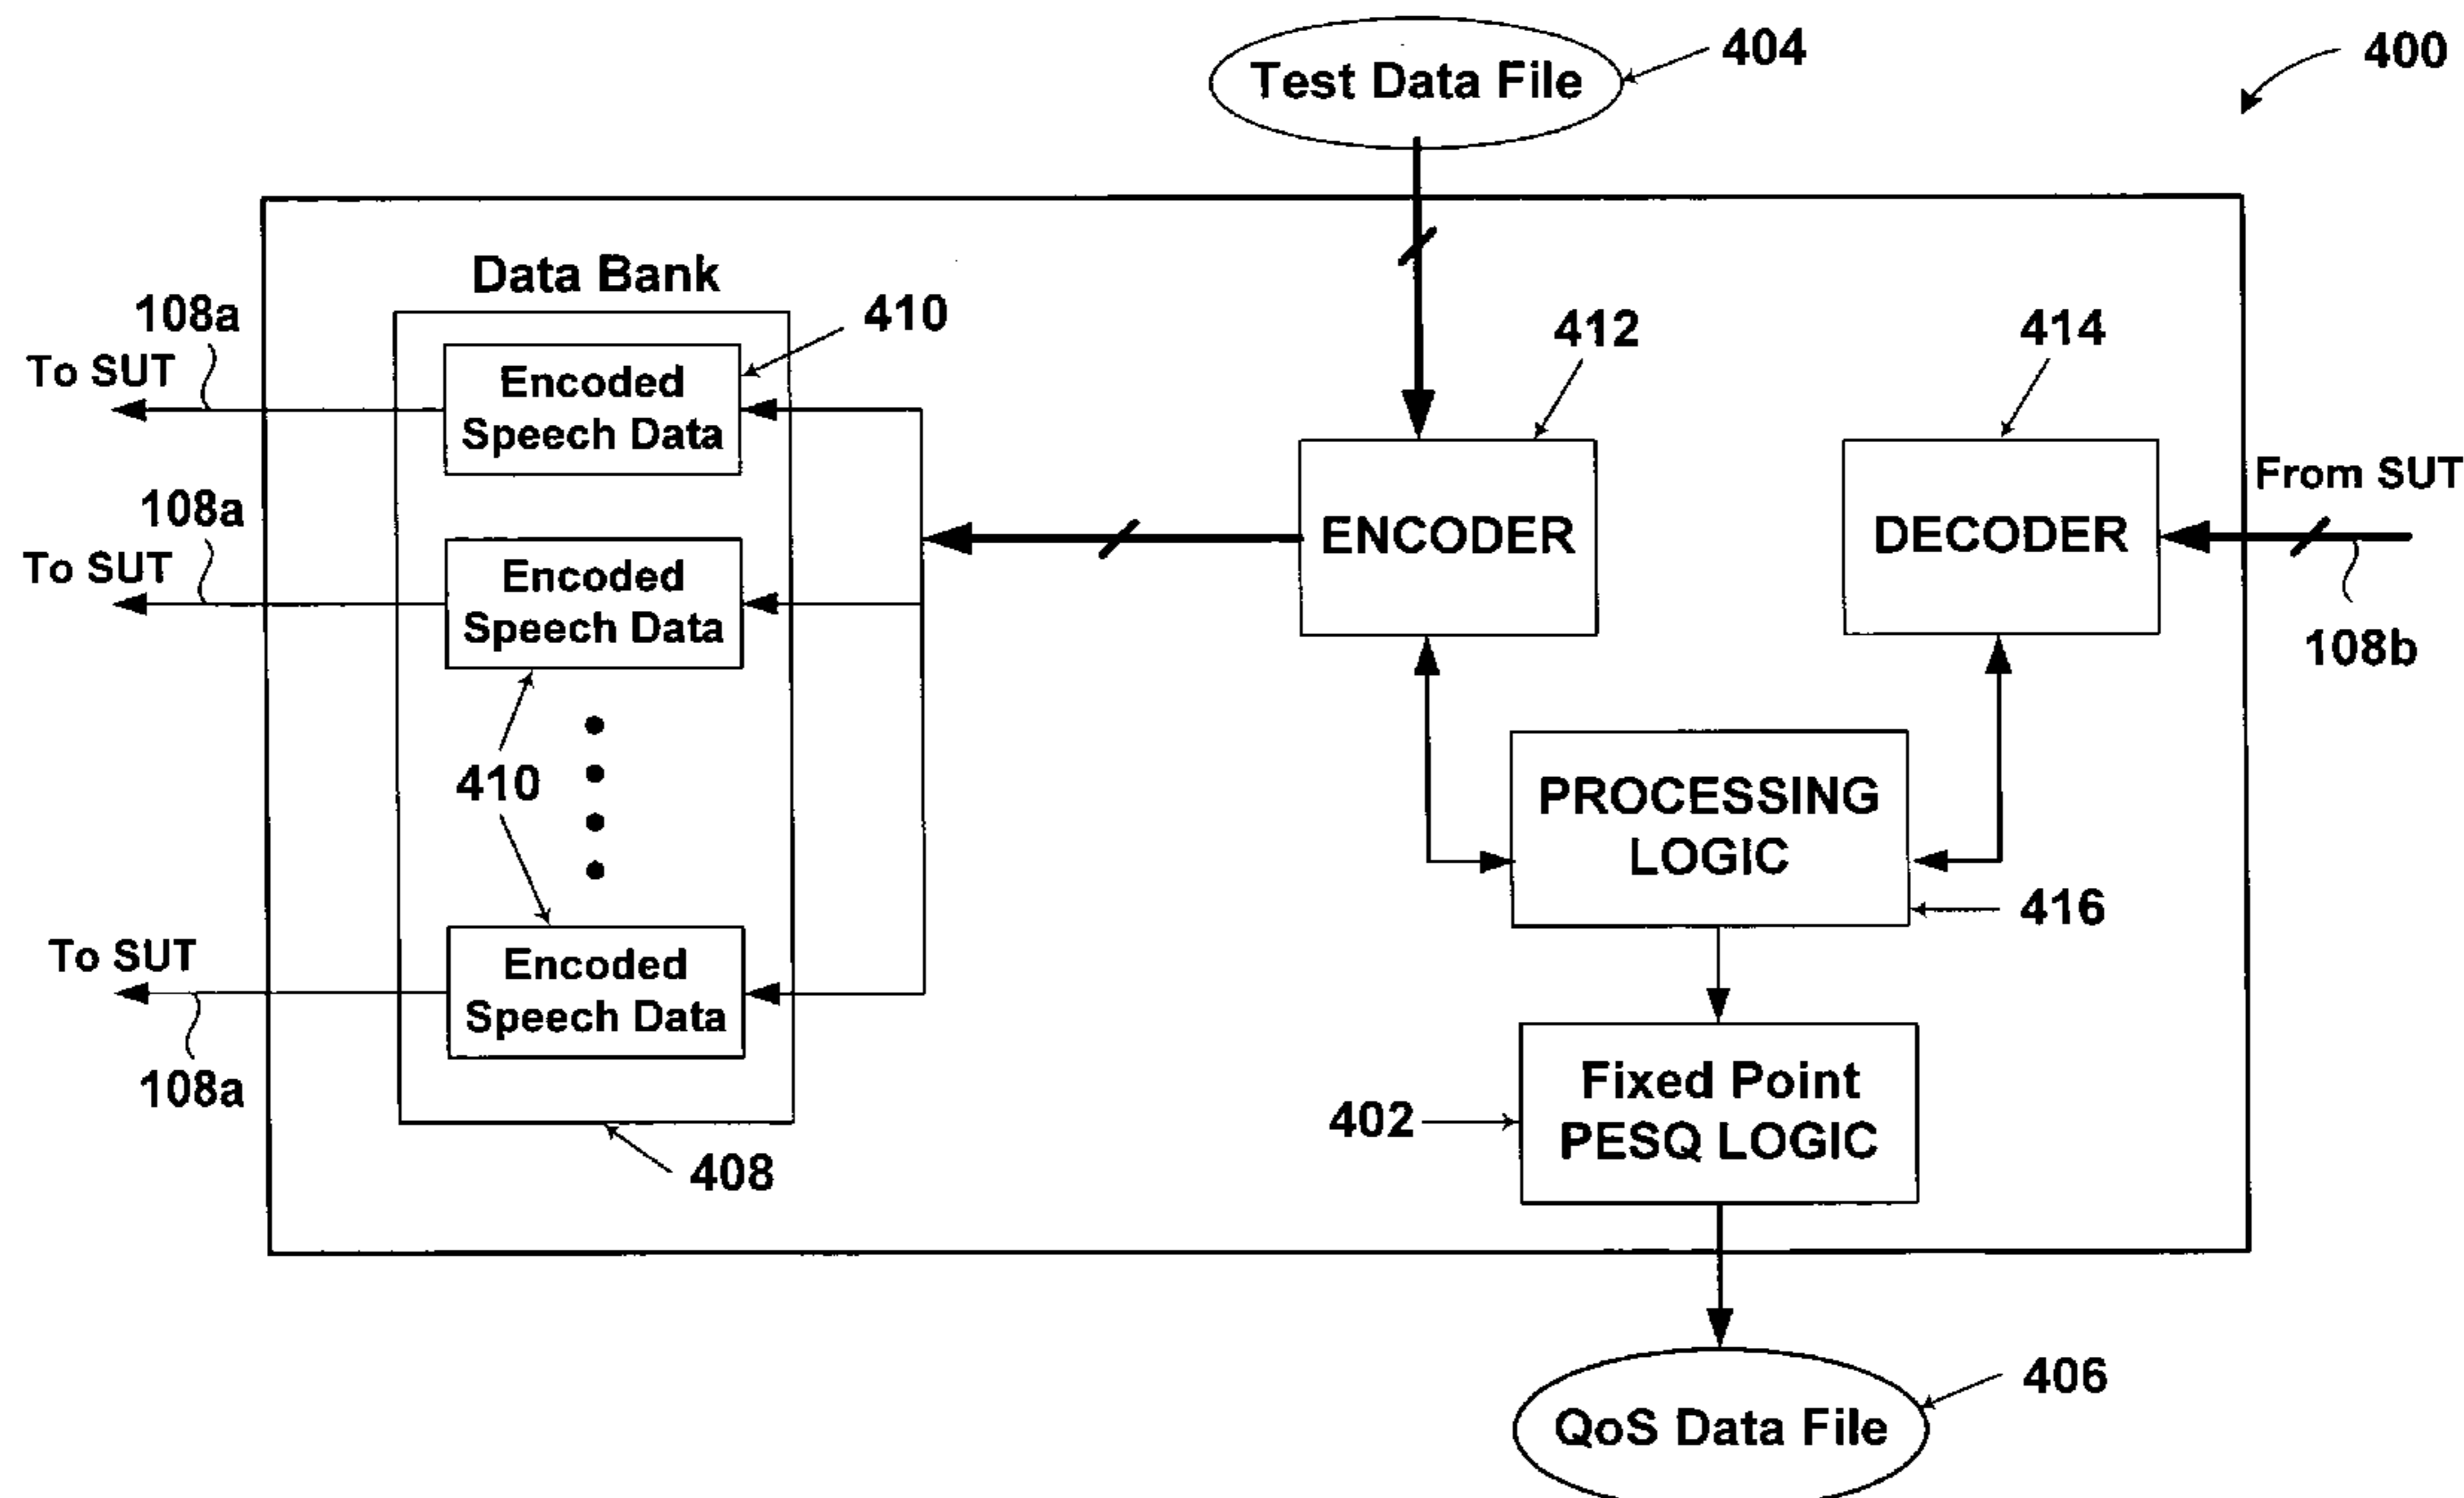 404
400
Test Data File
Data Bank
108a
410
412
414
To SUT
Encoded
Speech Data
From SUT
108a
ENCODER
DECODER
To SUT
Encoded
Speech Data
108b
410
PROCESSING
LOGIC
416
To SUT
Encoded
Speech Data
108a
Fixed Point
PESQ LOGIC
402
408
406
QoS Data File